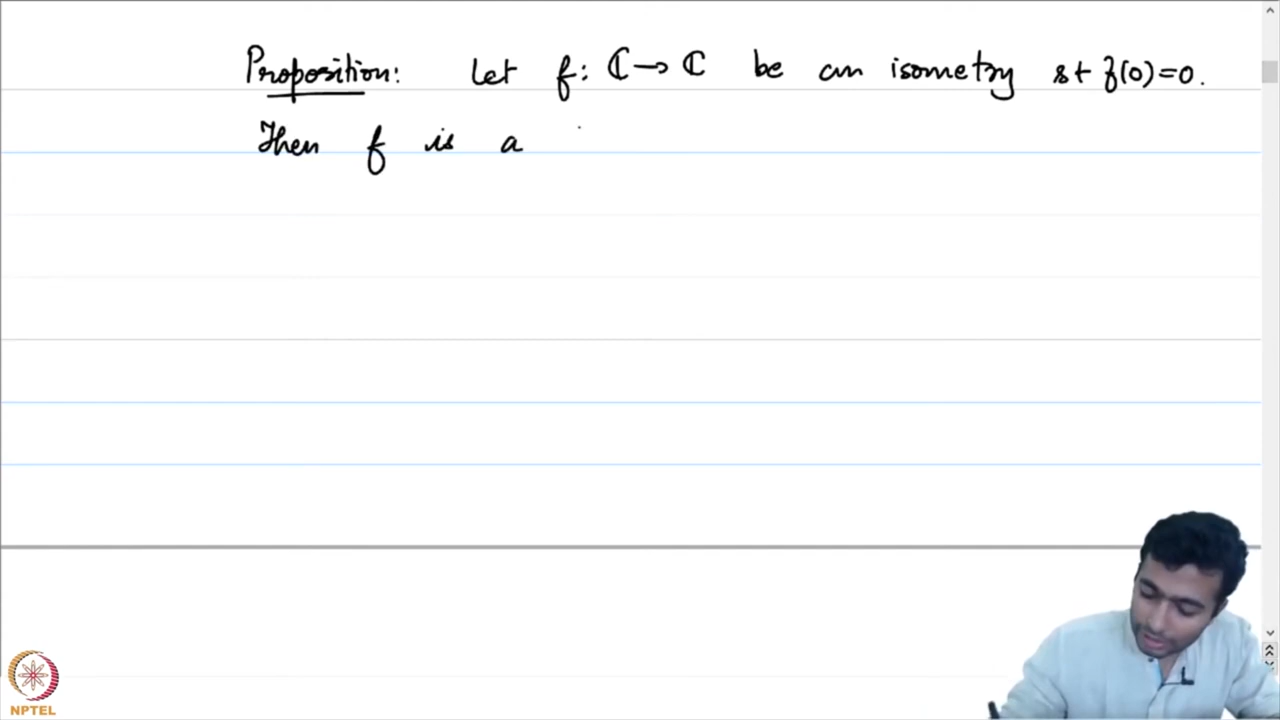 Proposition: Let f: ℂ → ℂ be an isometry st f(0)=0.
Then f is a
NPTEL